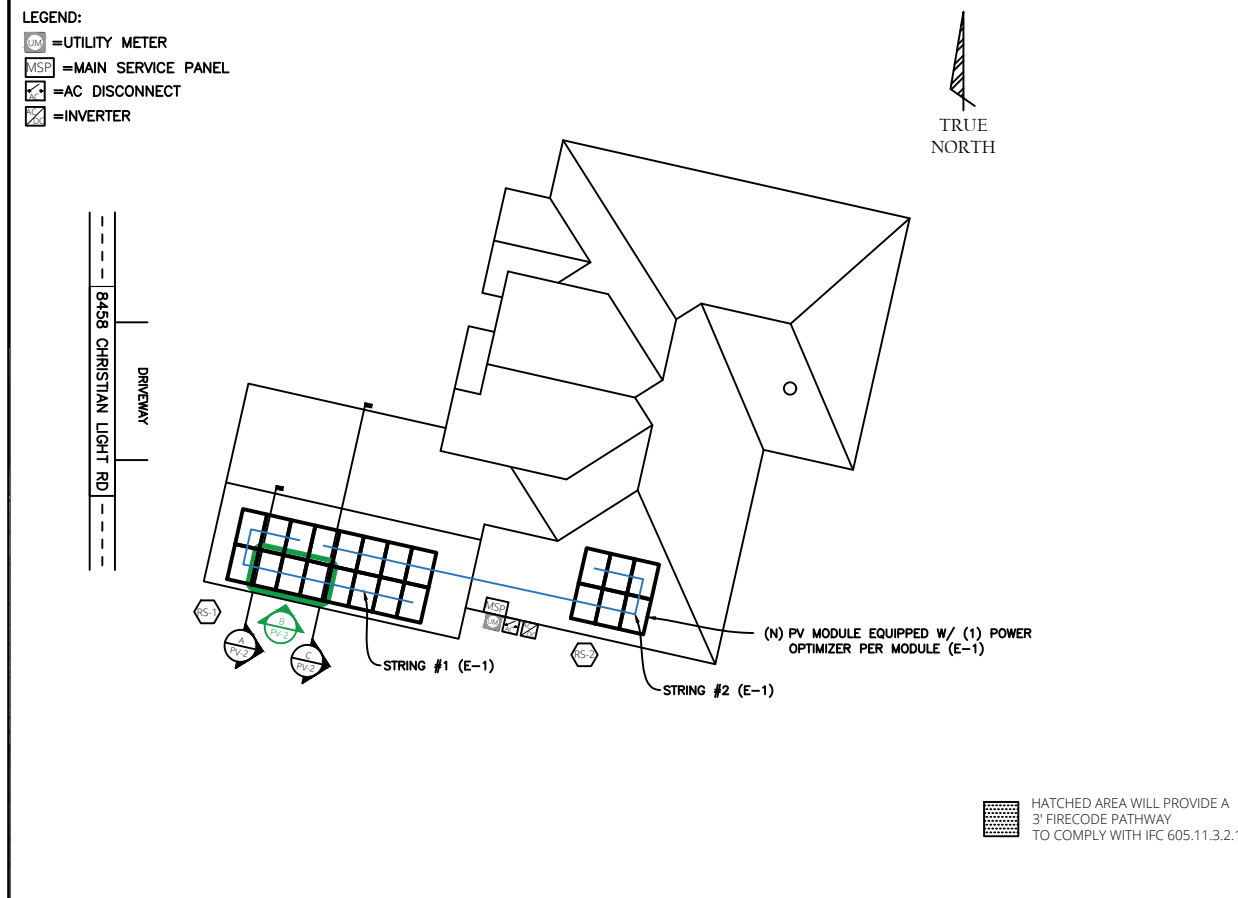 LEGEND:
UM =UTILITY METER
MSP =MAIN SERVICE PANEL
AC =AC DISCONNECT
AC DC =INVERTER
TRUE
NORTH
8458 CHRISTIAN LIGHT RD
DRIVEWAY
RS-1
A
PV-2
B
PV-2
C
PV-2
STRING #1 (E-1)
MSP
UM
RS-2
(N) PV MODULE EQUIPPED W/ (1) POWER
OPTIMIZER PER MODULE (E-1)
STRING #2 (E-1)
HATCHED AREA WILL PROVIDE A
3' FIRECODE PATHWAY
TO COMPLY WITH IFC 605.11.3.2.1